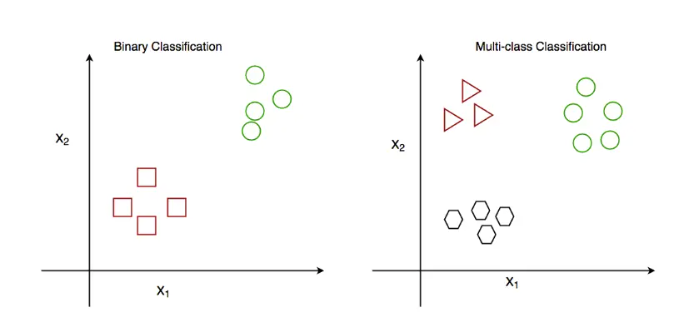 Binary Classification
X₂
X₁
Multi-class Classification
X₂
X₁